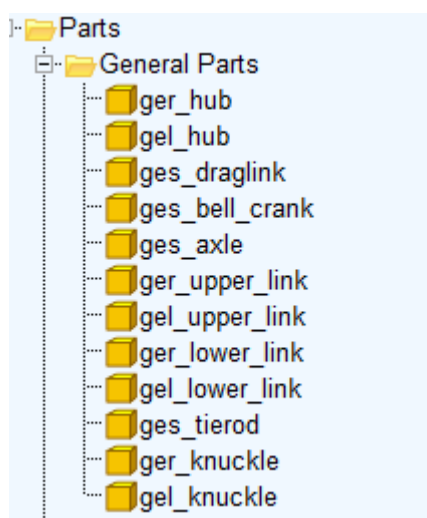 Parts
General Parts
ger_hub
gel_hub
ges_draglink
ges_bell_crank
ges_axle
ger_upper_link
gel_upper_link
ger_lower_link
gel_lower_link
ges_tierod
ger_knuckle
gel_knuckle